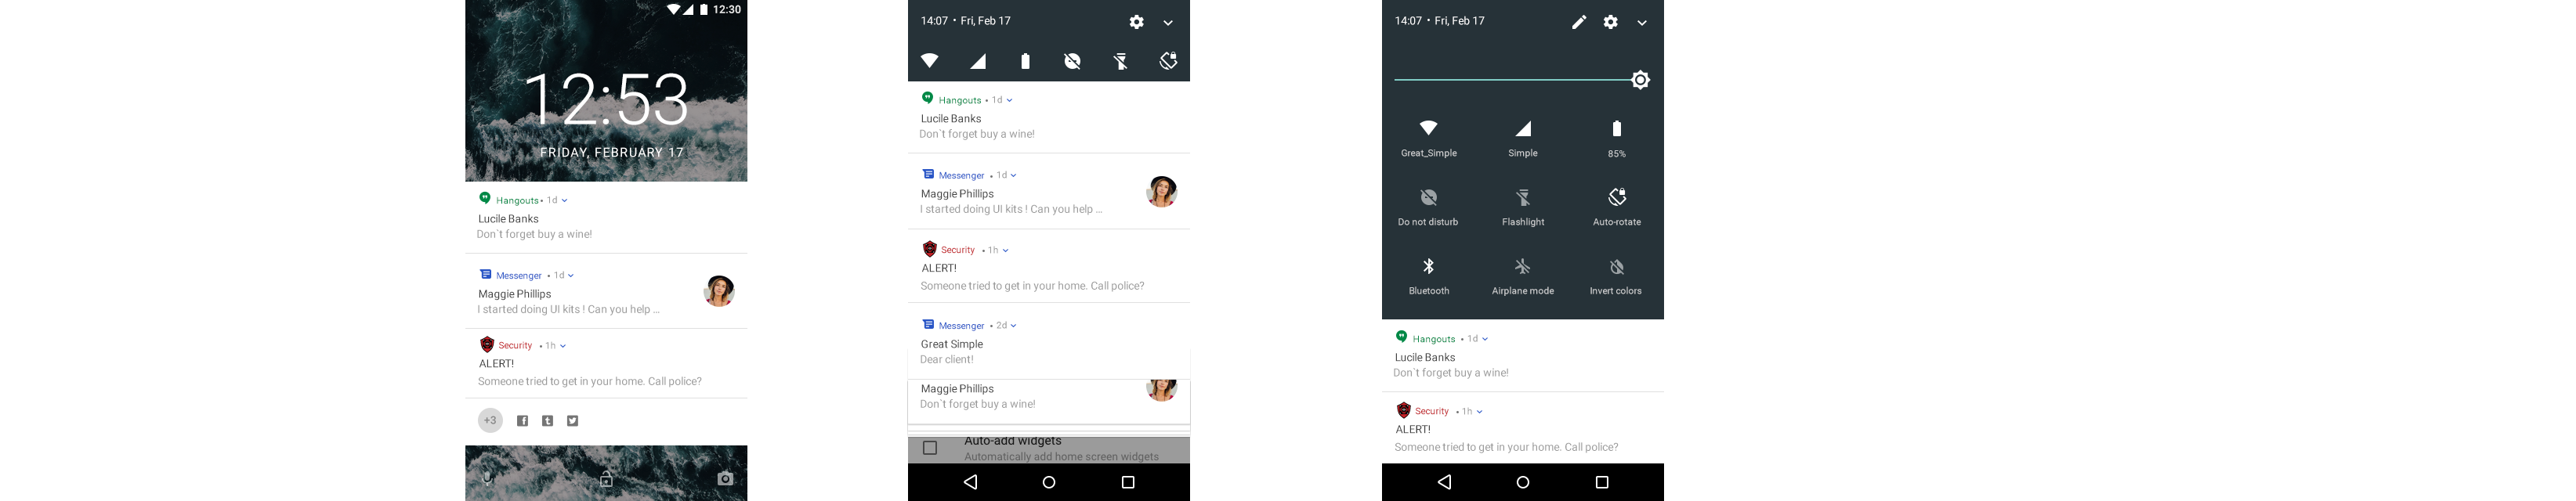 12:30
12:53
FRIDAY, FEBRUARY 17
Hangouts • 1d
Lucile Banks
Don`t forget buy a wine!
Messenger • 1d
Maggie Phillips
I started doing UI kits ! Can you help ...
Security • 1h
ALERT!
Someone tried to get in your home. Call police?
+3
14:07 • Fri, Feb 17
Hangouts • 1d
Lucile Banks
Don`t forget buy a wine!
Messenger • 1d
Maggie Phillips
I started doing UI kits ! Can you help ...
Security • 1h
ALERT!
Someone tried to get in your home. Call police?
Messenger • 2d
Great Simple
Dear client!
Maggie Phillips
Don`t forget buy a wine!
Auto-add widgets
Automatically add home screen widgets
14:07 • Fri, Feb 17
Great_Simple Simple 85%
Do not disturb Flashlight Auto-rotate
Bluetooth Airplane mode Invert colors
Hangouts • 1d
Lucile Banks
Don`t forget buy a wine!
Security • 1h
ALERT!
Someone tried to get in your home. Call police?